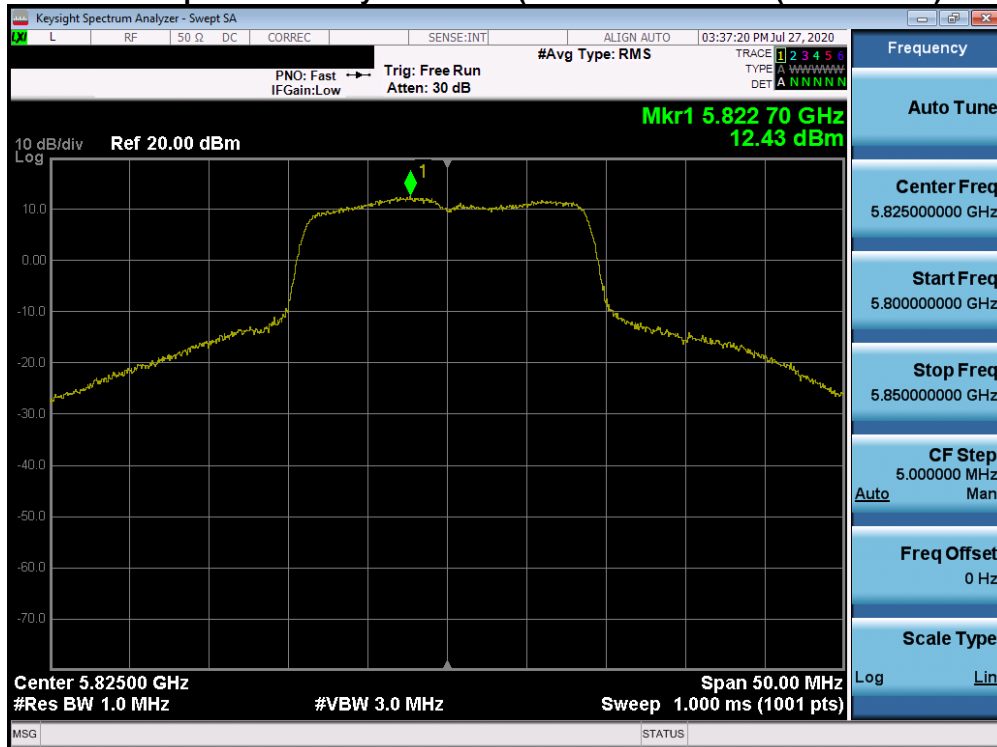 Keysight Spectrum Analyzer - Swept SA
LXI L RF 50 Ω DC CORREC SENSE:INT ALIGN AUTO 03:37:20 PM Jul 27, 2020
#Avg Type: RMS
TRACE 1 2 3 4 5 6
TYPE A WWWWW
DET A N N N N N
PNO: Fast
IFGain:Low
Trig: Free Run
Atten: 30 dB
Mkr1 5.822 70 GHz
12.43 dBm
10 dB/div
Log
Ref 20.00 dBm
1
10.0
0.00
-10.0
-20.0
-30.0
-40.0
-50.0
-60.0
-70.0
Center 5.82500 GHz
Span 50.00 MHz
#Res BW 1.0 MHz
#VBW 3.0 MHz
Sweep 1.000 ms (1001 pts)
MSG
STATUS
Frequency
Auto Tune
Center Freq
5.825000000 GHz
Start Freq
5.800000000 GHz
Stop Freq
5.850000000 GHz
CF Step
5.000000 MHz
Auto Man
Freq Offset
0 Hz
Scale Type
Log Lin